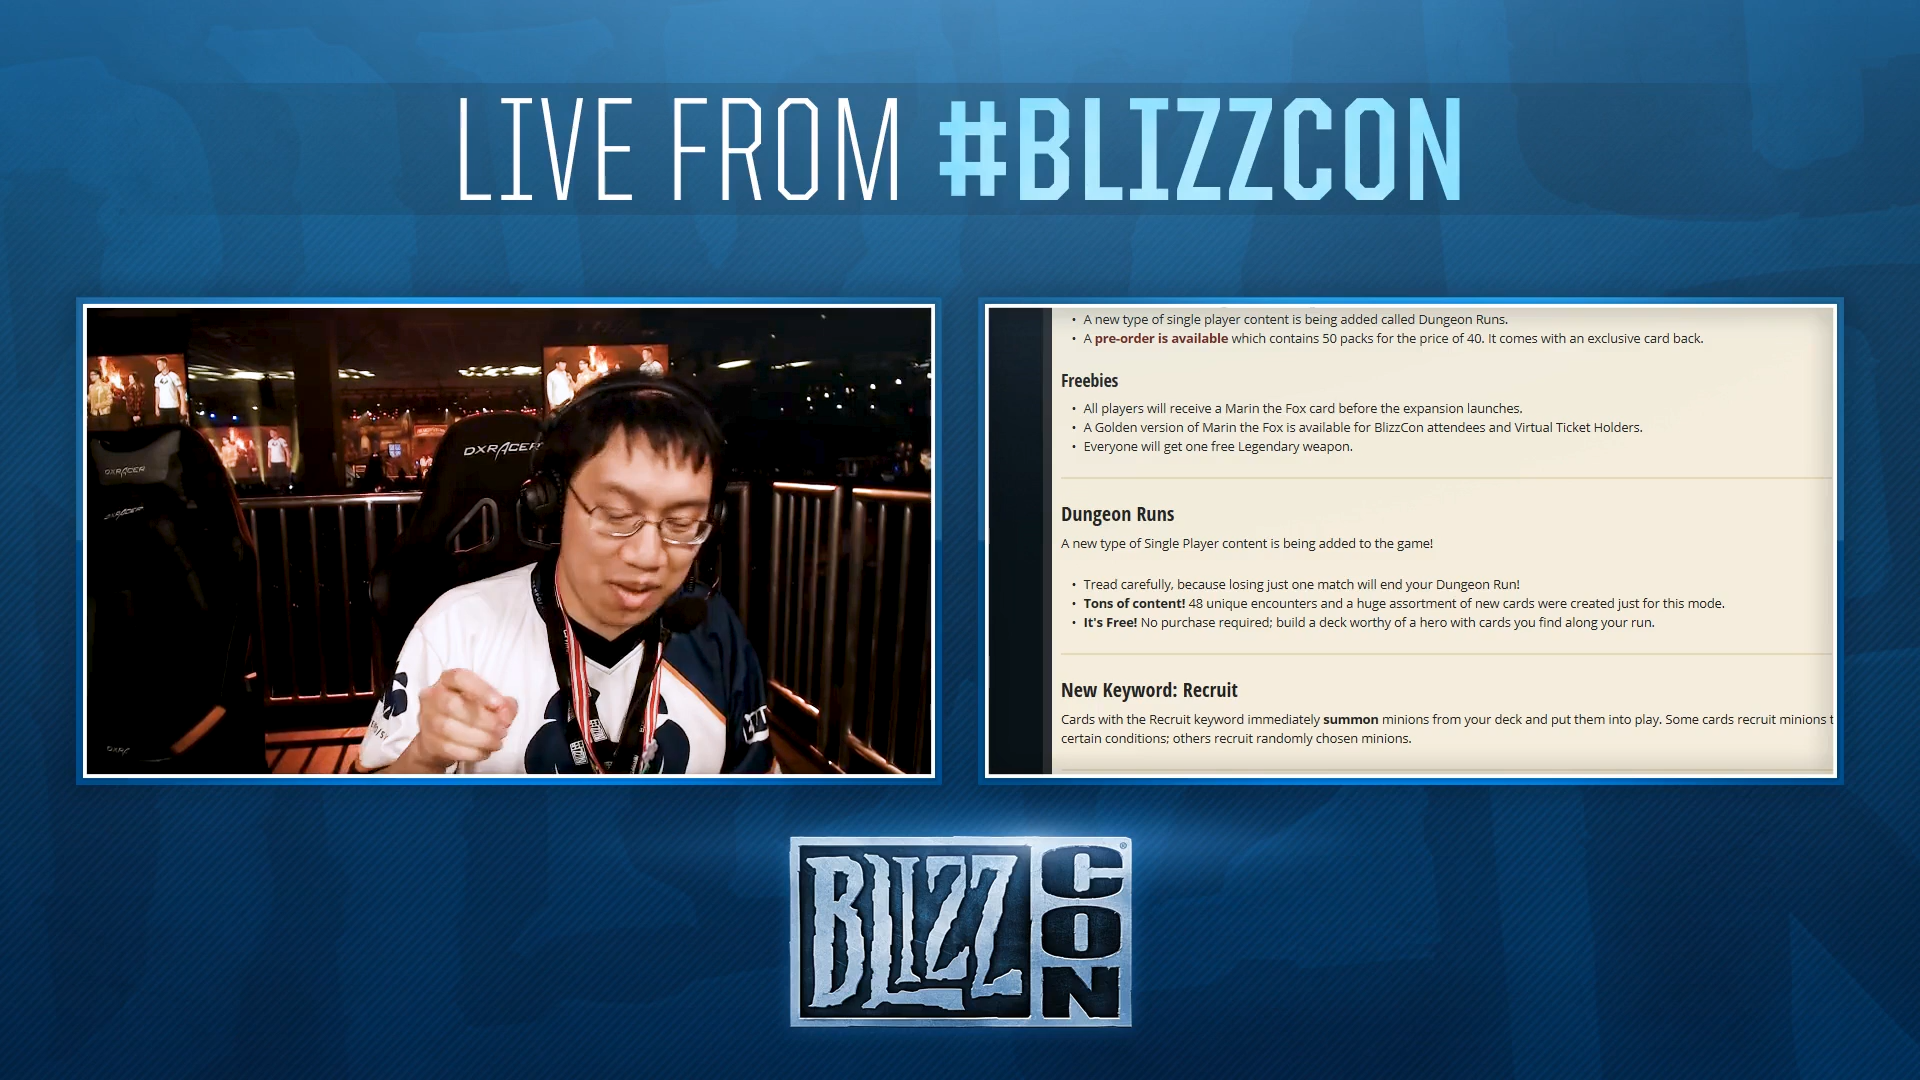 LIVE FROM #BLIZZCON
DXRACER
DXRACER
DXRACER
• A new type of single player content is being added called Dungeon Runs.
• A pre-order is available which contains 50 packs for the price of 40. It comes with an exclusive card back.
Freebies
• All players will receive a Marin the Fox card before the expansion launches.
• A Golden version of Marin the Fox is available for BlizzCon attendees and Virtual Ticket Holders.
• Everyone will get one free Legendary weapon.
Dungeon Runs
A new type of Single Player content is being added to the game!
• Tread carefully, because losing just one match will end your Dungeon Run!
• Tons of content! 48 unique encounters and a huge assortment of new cards were created just for this mode.
• It's Free! No purchase required; build a deck worthy of a hero with cards you find along your run.
New Keyword: Recruit
Cards with the Recruit keyword immediately summon minions from your deck and put them into play. Some cards recruit minions t
certain conditions; others recruit randomly chosen minions.
BLIZZ
CON®